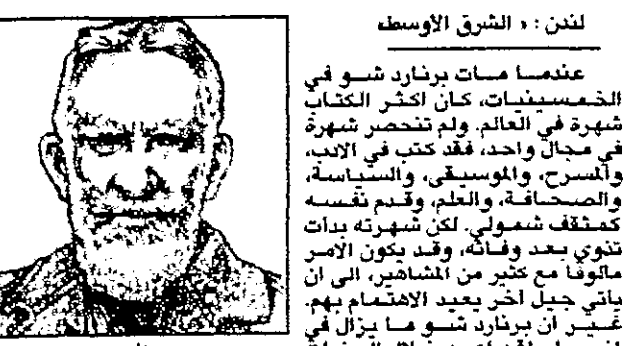 لندن : « الشرق الأوسط»
عندما مات برنارد شو في
الخمسينيات، كان اكثر الكتاب
شهرة في العالم. ولم تنحصر شهرة
في مجال واحد، فقد كتب في الادب،
والمسرح، والموسيقى، والسياسة،
والصحافة، والعلم، وقدم نفسه
كمثقف شمولي. لكن شهرته بدأت
تذوي بعد وفاته، وقد يكون الامر
مالوفا مع كثير من المشاهير، الى ان
ياتي جيل آخر يعيد الاهتمام بهم.
غير ان برنارد شو ما يزال في